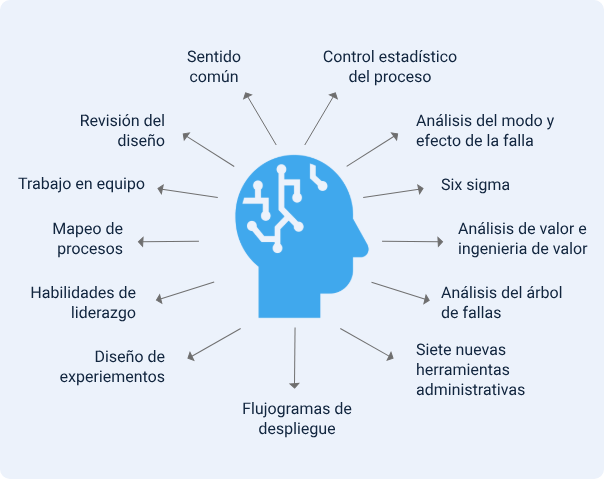 Sentido
común
Control estadístico
del proceso
Revisión del
diseño
Análisis del modo y
efecto de la falla
Trabajo en equipo
Six sigma
Mapeo de
procesos
Análisis de valor e
ingenieria de valor
Habilidades de
liderazgo
Análisis del árbol
de fallas
Diseño de
experiementos
Siete nuevas
herramientas
administrativas
Flujogramas de
despliegue